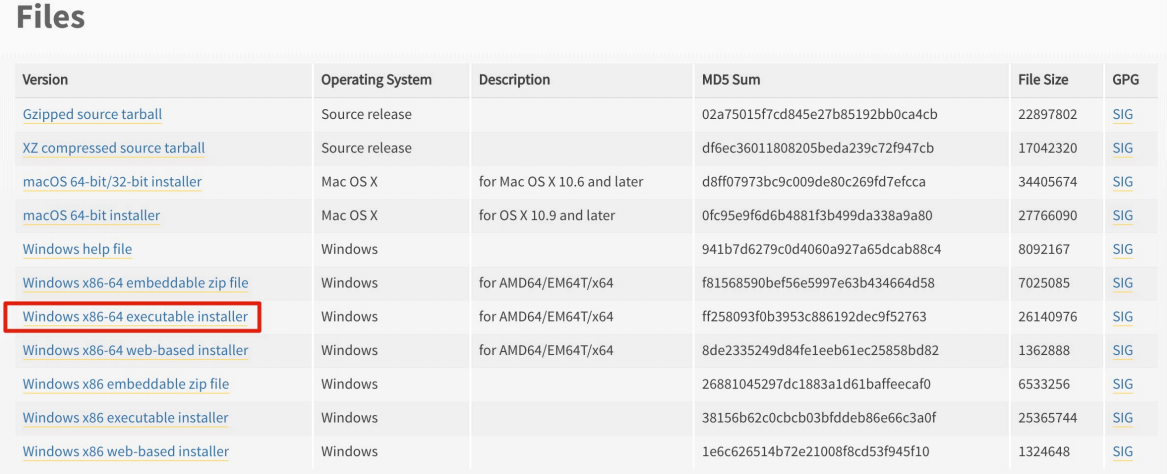 Files
Version Operating System Description MD5 Sum File Size GPG
Gzipped source tarball Source release 02a75015f7cd845e27b85192bb0ca4cb 22897802 SIG
XZ compressed source tarball Source release df6ec36011808205beda239c72f947cb 17042320 SIG
macOS 64-bit/32-bit installer Mac OS X for Mac OS X 10.6 and later d8ff07973bc9c009de80c269fd7efcca 34405674 SIG
macOS 64-bit installer Mac OS X for OS X 10.9 and later 0fc95e9f6d6b4881f3b499da338a9a80 27766090 SIG
Windows help file Windows 941b7d6279c0d4060a927a65dcab88c4 8092167 SIG
Windows x86-64 embeddable zip file Windows for AMD64/EM64T/x64 f81568590bef56e5997e63b434664d58 7025085 SIG
Windows x86-64 executable installer Windows for AMD64/EM64T/x64 ff258093f0b3953c886192dec9f52763 26140976 SIG
Windows x86-64 web-based installer Windows for AMD64/EM64T/x64 8de2335249d84fe1eeb61ec25858bd82 1362888 SIG
Windows x86 embeddable zip file Windows 26881045297dc1883a1d61baffeecaf0 6533256 SIG
Windows x86 executable installer Windows 38156b62c0cbcb03bfddeb86e66c3a0f 25365744 SIG
Windows x86 web-based installer Windows 1e6c626514b72e21008f8cd53f945f10 1324648 SIG